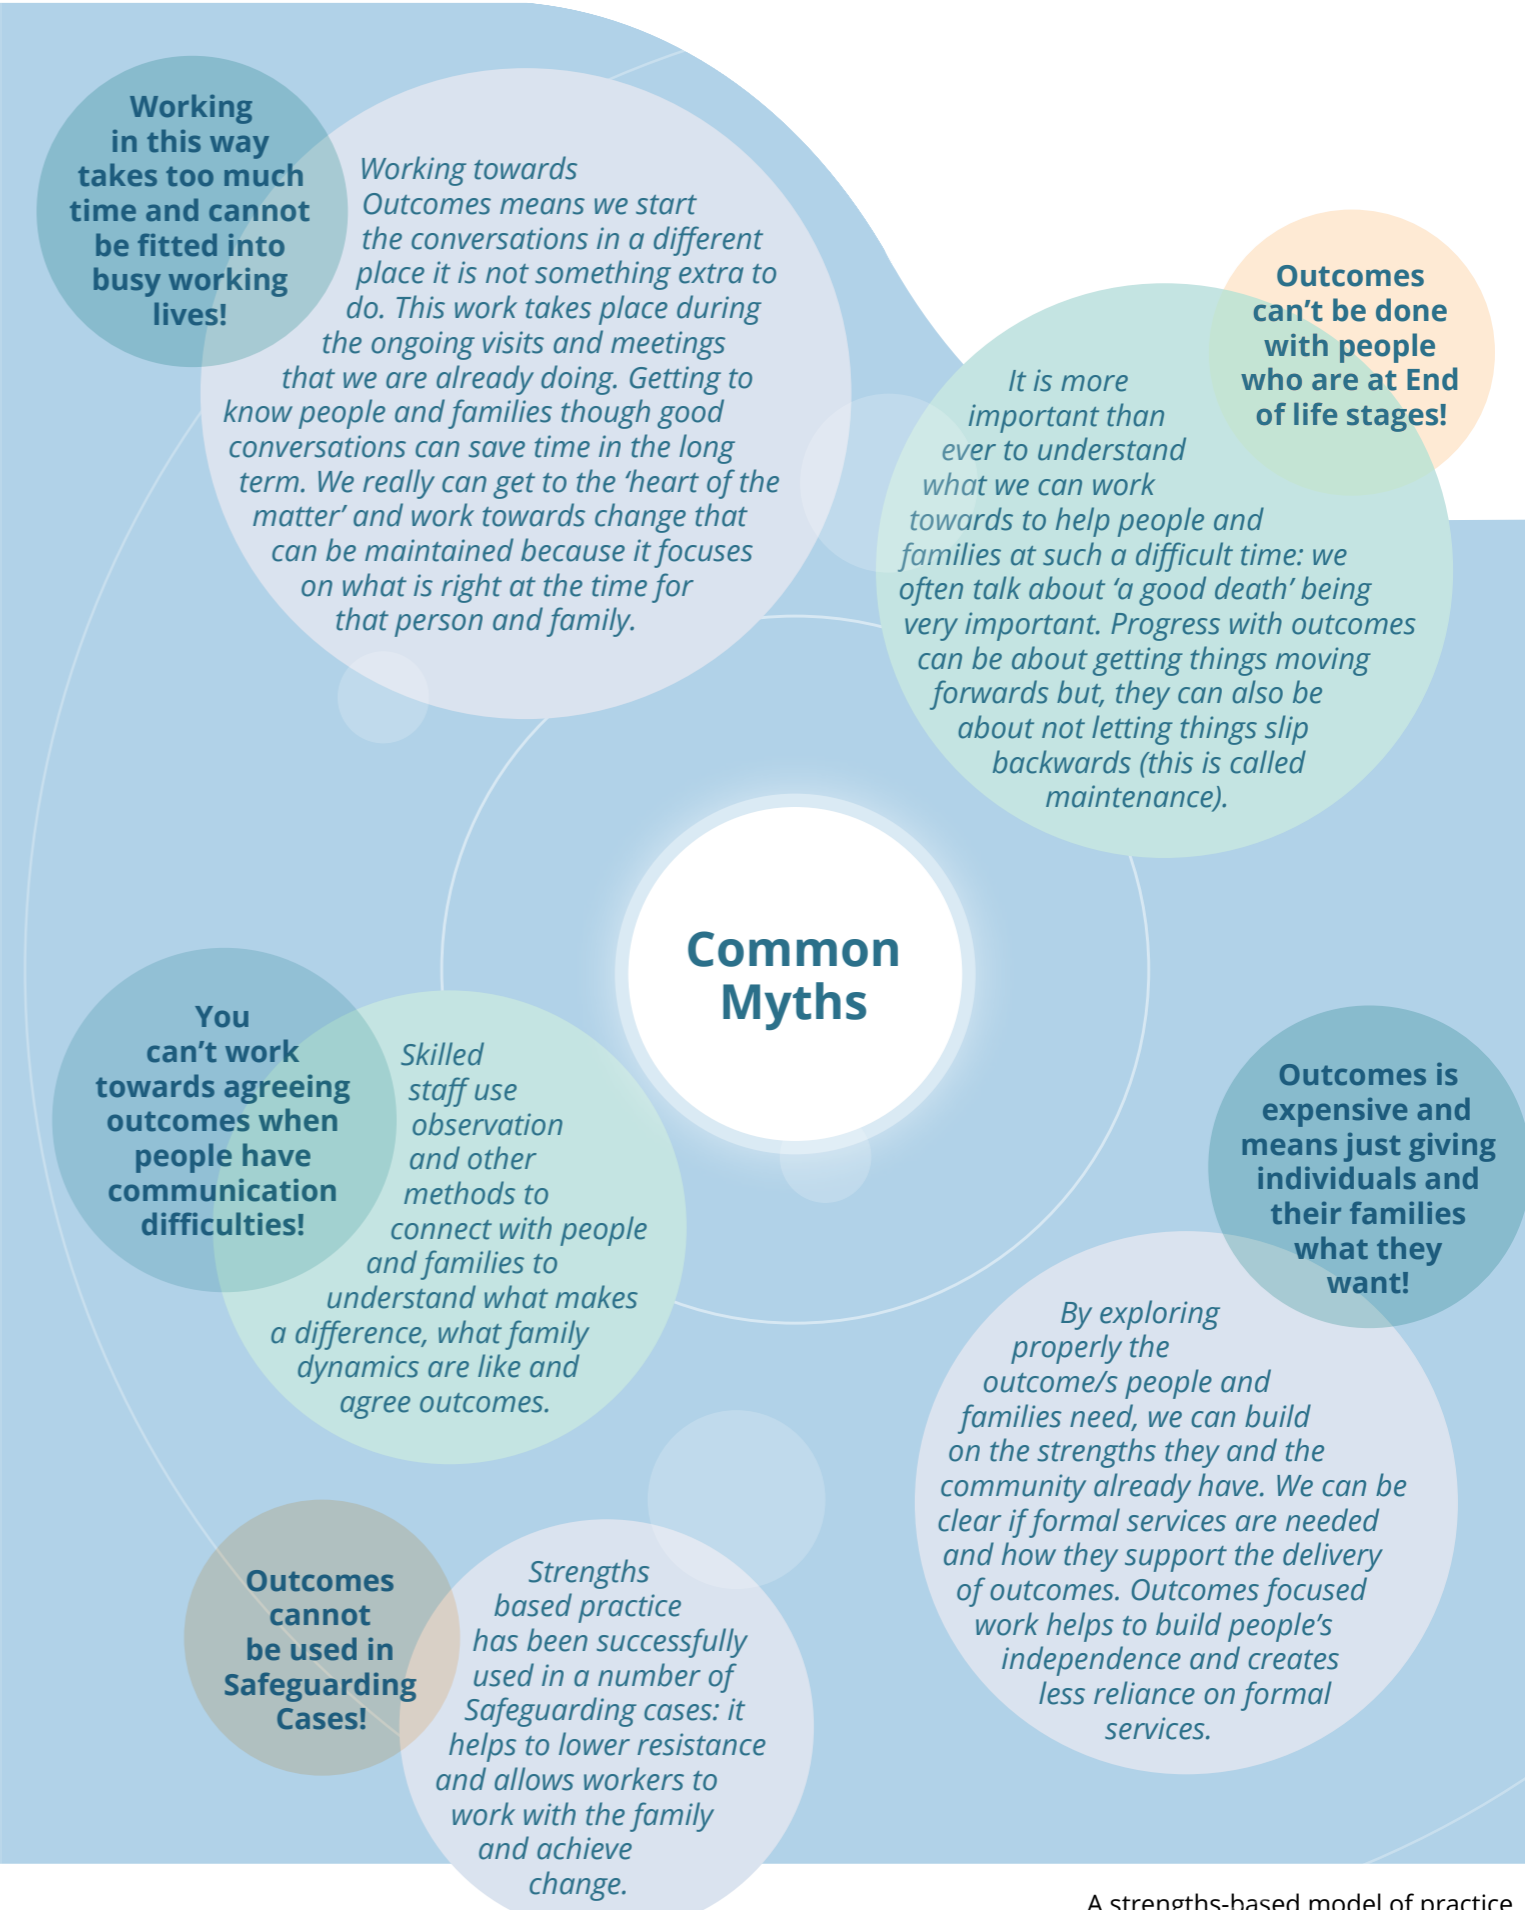 Working
in this way
takes too much
time and cannot
be fitted into
busy working
lives!
Working towards
Outcomes means we start
the conversations in a different
place it is not something extra to
do. This work takes place during
the ongoing visits and meetings
that we are already doing. Getting to
know people and families though good
conversations can save time in the long
term. We really can get to the ‘heart of the
matter’ and work towards change that
can be maintained because it focuses
on what is right at the time for
that person and family.
Outcomes
can’t be done
with people
who are at End
of life stages!
It is more
important than
ever to understand
what we can work
towards to help people and
families at such a difficult time: we
often talk about ‘a good death’ being
very important. Progress with outcomes
can be about getting things moving
forwards but, they can also be
about not letting things slip
backwards (this is called
maintenance).
Common
Myths
You
can’t work
towards agreeing
outcomes when
people have
communication
difficulties!
Skilled
staff use
observation
and other
methods to
connect with people
and families to
understand what makes
a difference, what family
dynamics are like and
agree outcomes.
Outcomes is
expensive and
means just giving
individuals and
their families
what they
want!
By exploring
properly the
outcome/s people and
families need, we can build
on the strengths they and the
community already have. We can be
clear if formal services are needed
and how they support the delivery
of outcomes. Outcomes focused
work helps to build people’s
independence and creates
less reliance on formal
services.
Outcomes
cannot
be used in
Safeguarding
Cases!
Strengths
based practice
has been successfully
used in a number of
Safeguarding cases: it
helps to lower resistance
and allows workers to
work with the family
and achieve
change.
A strengths-based model of practice